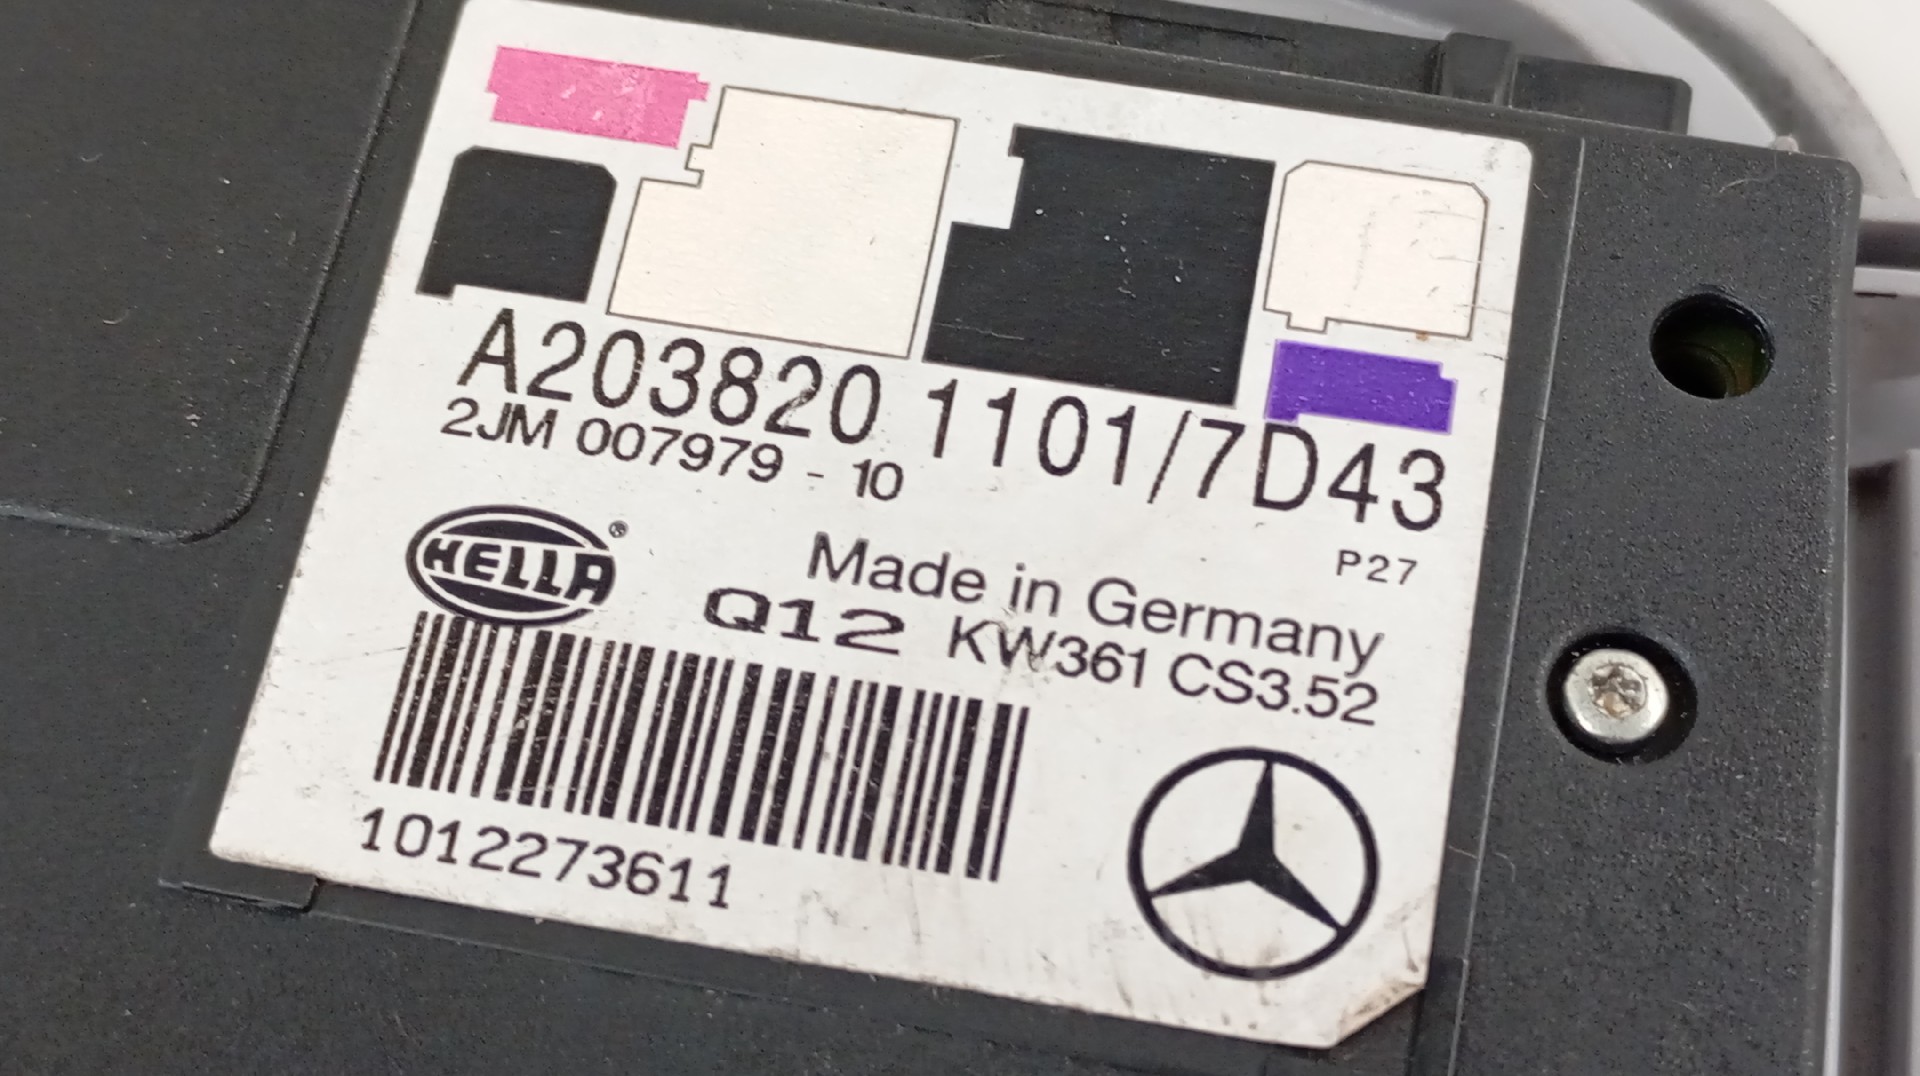 A203820 1101/7D43
2JM 007979 - 10
P27
HELLA®
Made in Germany
Q12 KW361 CS3.52
1012273611